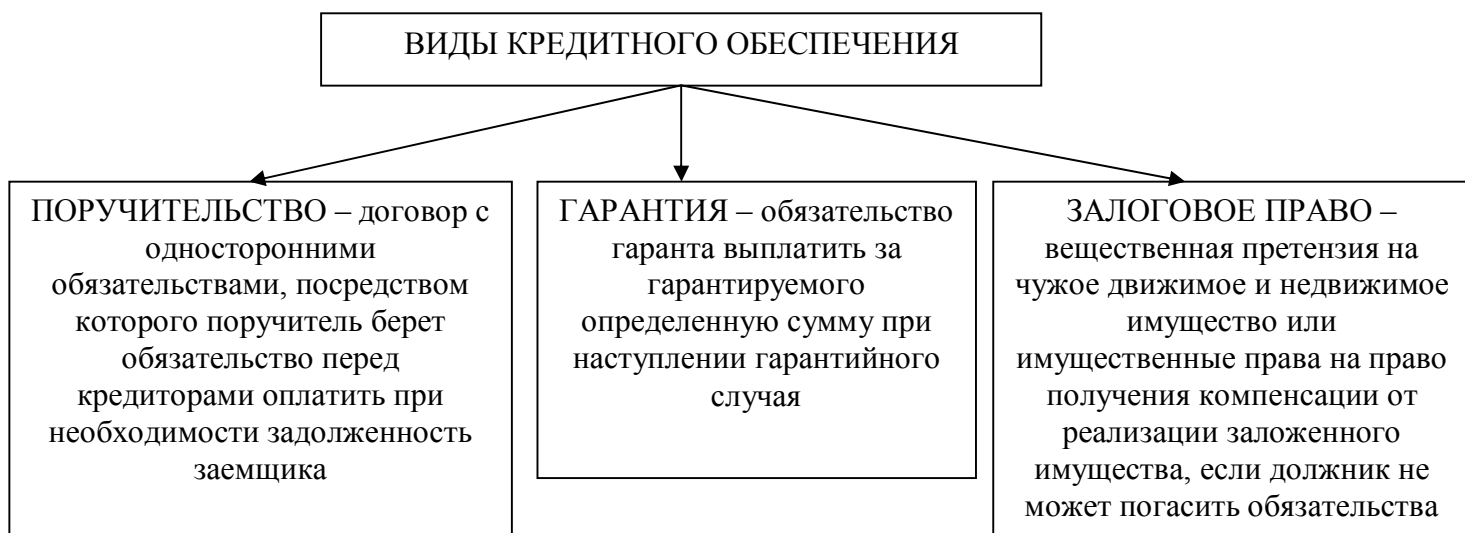 ВИДЫ КРЕДИТНОГО ОБЕСПЕЧЕНИЯ
ПОРУЧИТЕЛЬСТВО – договор с
односторонними
обязательствами, посредством
которого поручитель берет
обязательство перед
кредиторами оплатить при
необходимости задолженность
заемщика
ГАРАНТИЯ – обязательство
гаранта выплатить за
гарантируемого
определенную сумму при
наступлении гарантийного
случая
ЗАЛОГОВОЕ ПРАВО –
вещественная претензия на
чужое движимое и недвижимое
имущество или
имущественные права на право
получения компенсации от
реализации заложенного
имущества, если должник не
может погасить обязательства